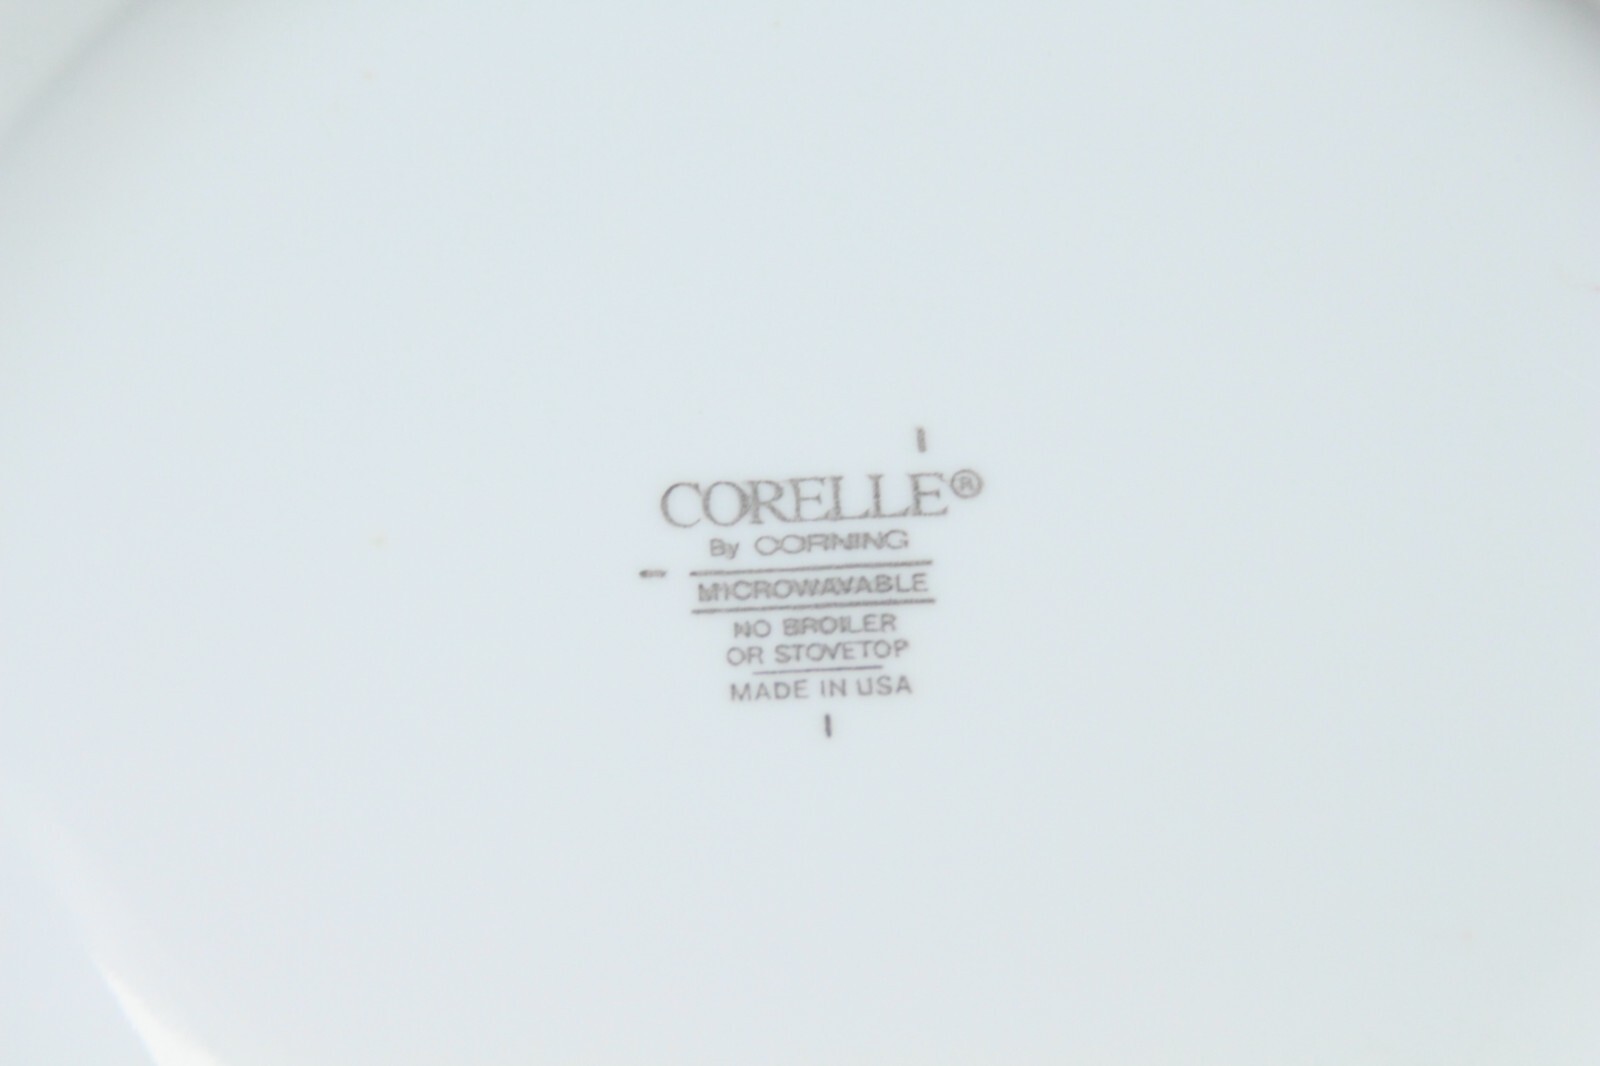 CORELLE®
By CORNING
MICROWAVABLE
NO BROILER
OR STOVETOP
MADE IN USA